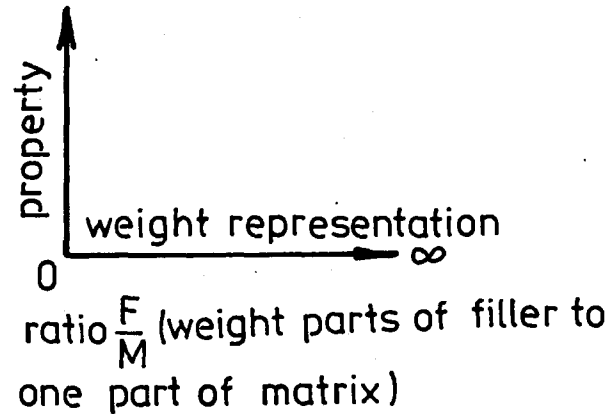 property
weight representation
0
∞
ratio F/M (weight parts of filler to
one part of matrix)